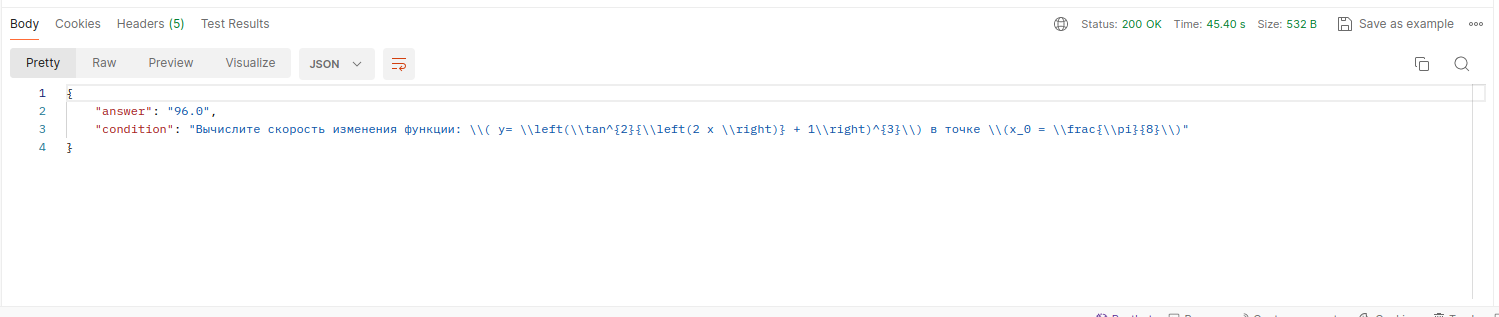 Body Cookies Headers (5) Test Results Status: 200 OK Time: 45.40 s Size: 532 B Save as example
Pretty Raw Preview Visualize JSON
1 {
2 "answer": "96.0",
3 "condition": "Вычислите скорость изменения функции: \\( y= \\left(\\tan^{2}{\\left(2 x \\right)} + 1\\right)^{3}\\) в точке \\(x_0 = \\frac{\\pi}{8}\\)"
4 }